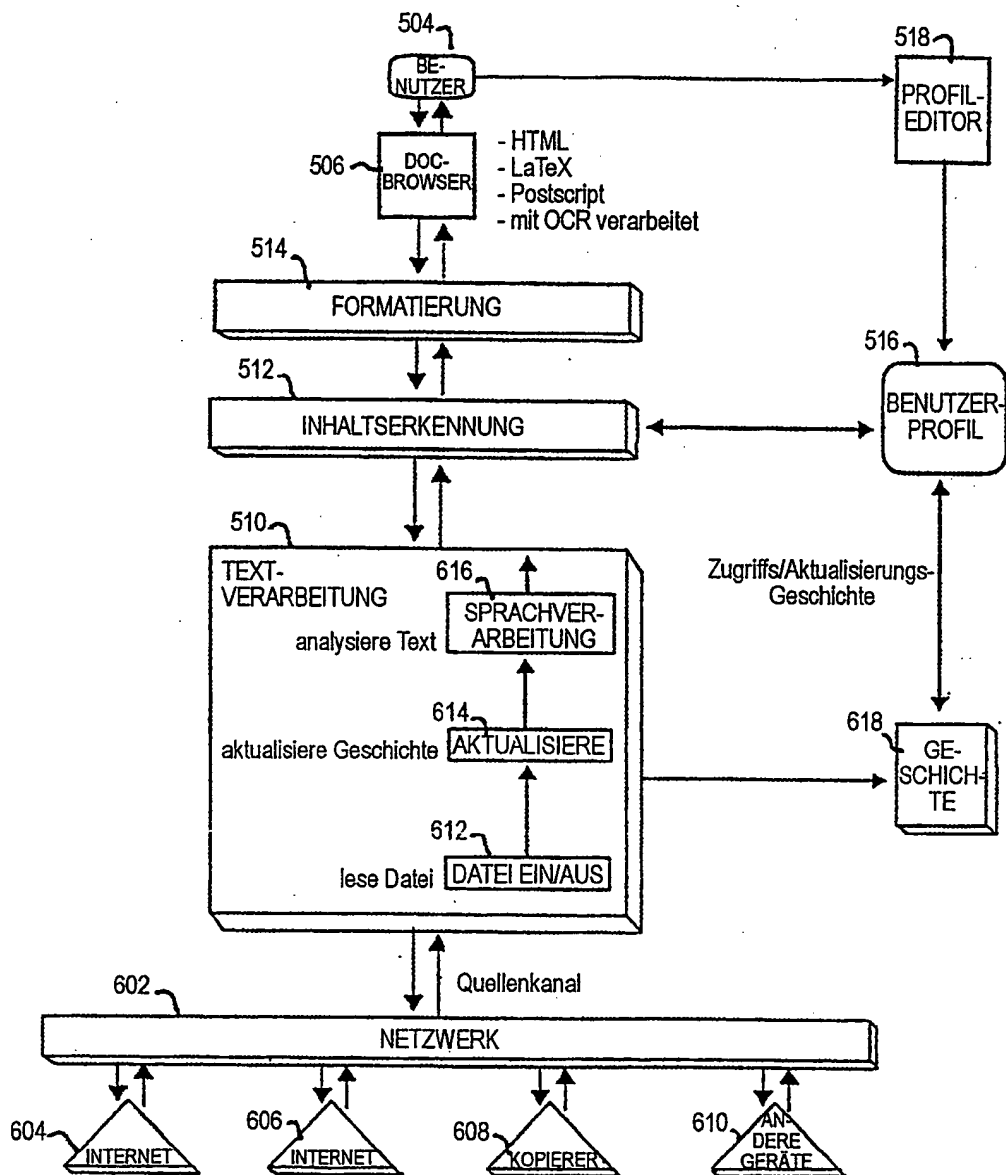 504
BE-
NUTZER
518
PROFIL-
EDITOR
506
DOC-
BROWSER
- HTML
- LaTeX
- Postscript
- mit OCR verarbeitet
514
FORMATIERUNG
512
INHALTSERKENNUNG
516
BENUTZER-
PROFIL
510
TEXT-
VERARBEITUNG
616
SPRACHVER-
ARBEITUNG
analysiere Text
Zugriffs/Aktualisierungs-
Geschichte
614
aktualisiere Geschichte
AKTUALISIERE
618
GE-
SCHICH-
TE
612
lese Datei
DATEI EIN/AUS
Quellenkanal
602
NETZWERK
604
INTERNET
606
INTERNET
608
KOPIERER
610
AN-
DERE
GERÄTE